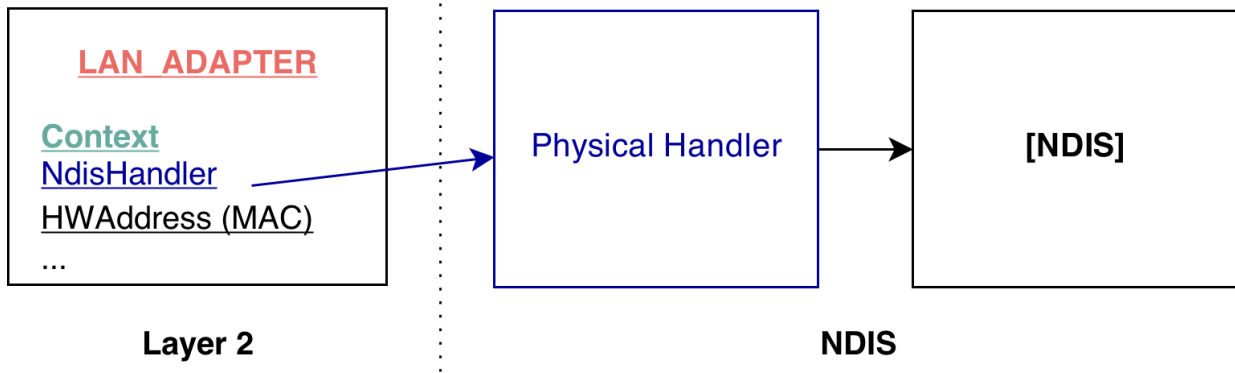 LAN_ADAPTER
Context
NdisHandler
HWAddress (MAC)
...
Layer 2
Physical Handler
[NDIS]
NDIS